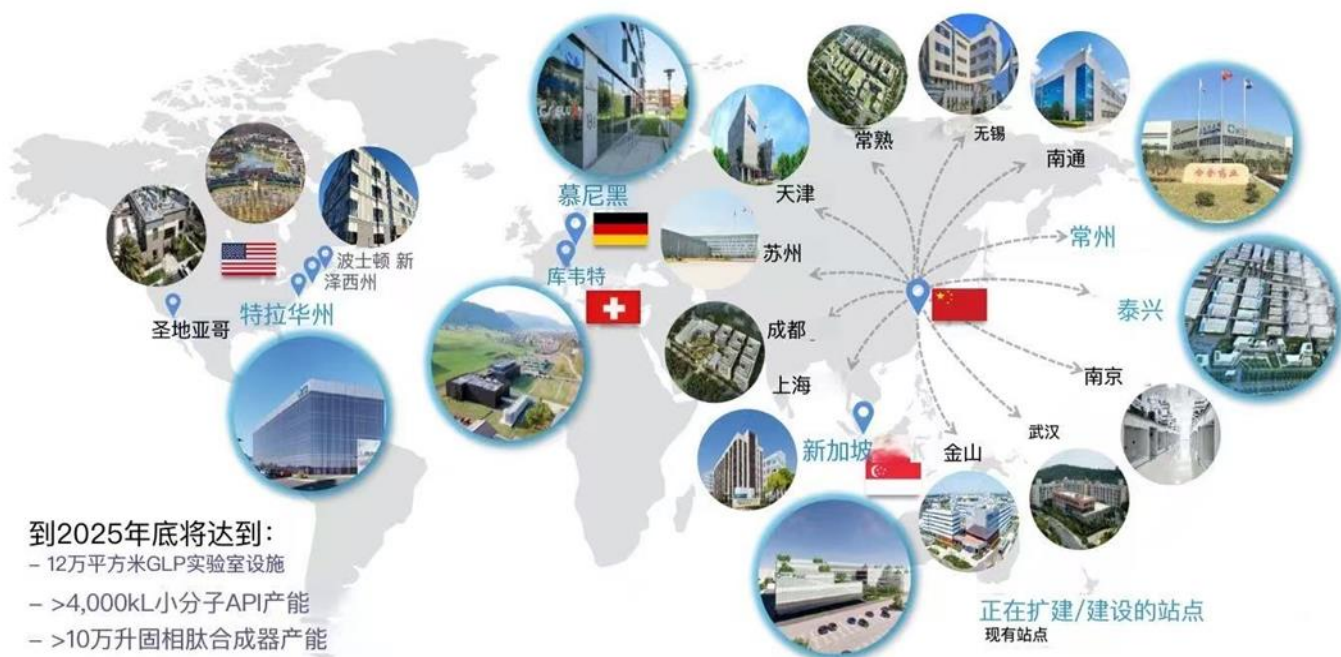 常熟
无锡
南通
天津
慕尼黑
苏州
常州
波士顿 新
泽西州
库韦特
特拉华州
圣地亚哥
泰兴
成都
上海
南京
新加坡
金山
武汉
合全药业
到2025年底将达到：
- 12万平方米GLP实验室设施
- >4,000kL小分子API产能
- >10万升固相肽合成器产能
正在扩建/建设的站点
现有站点